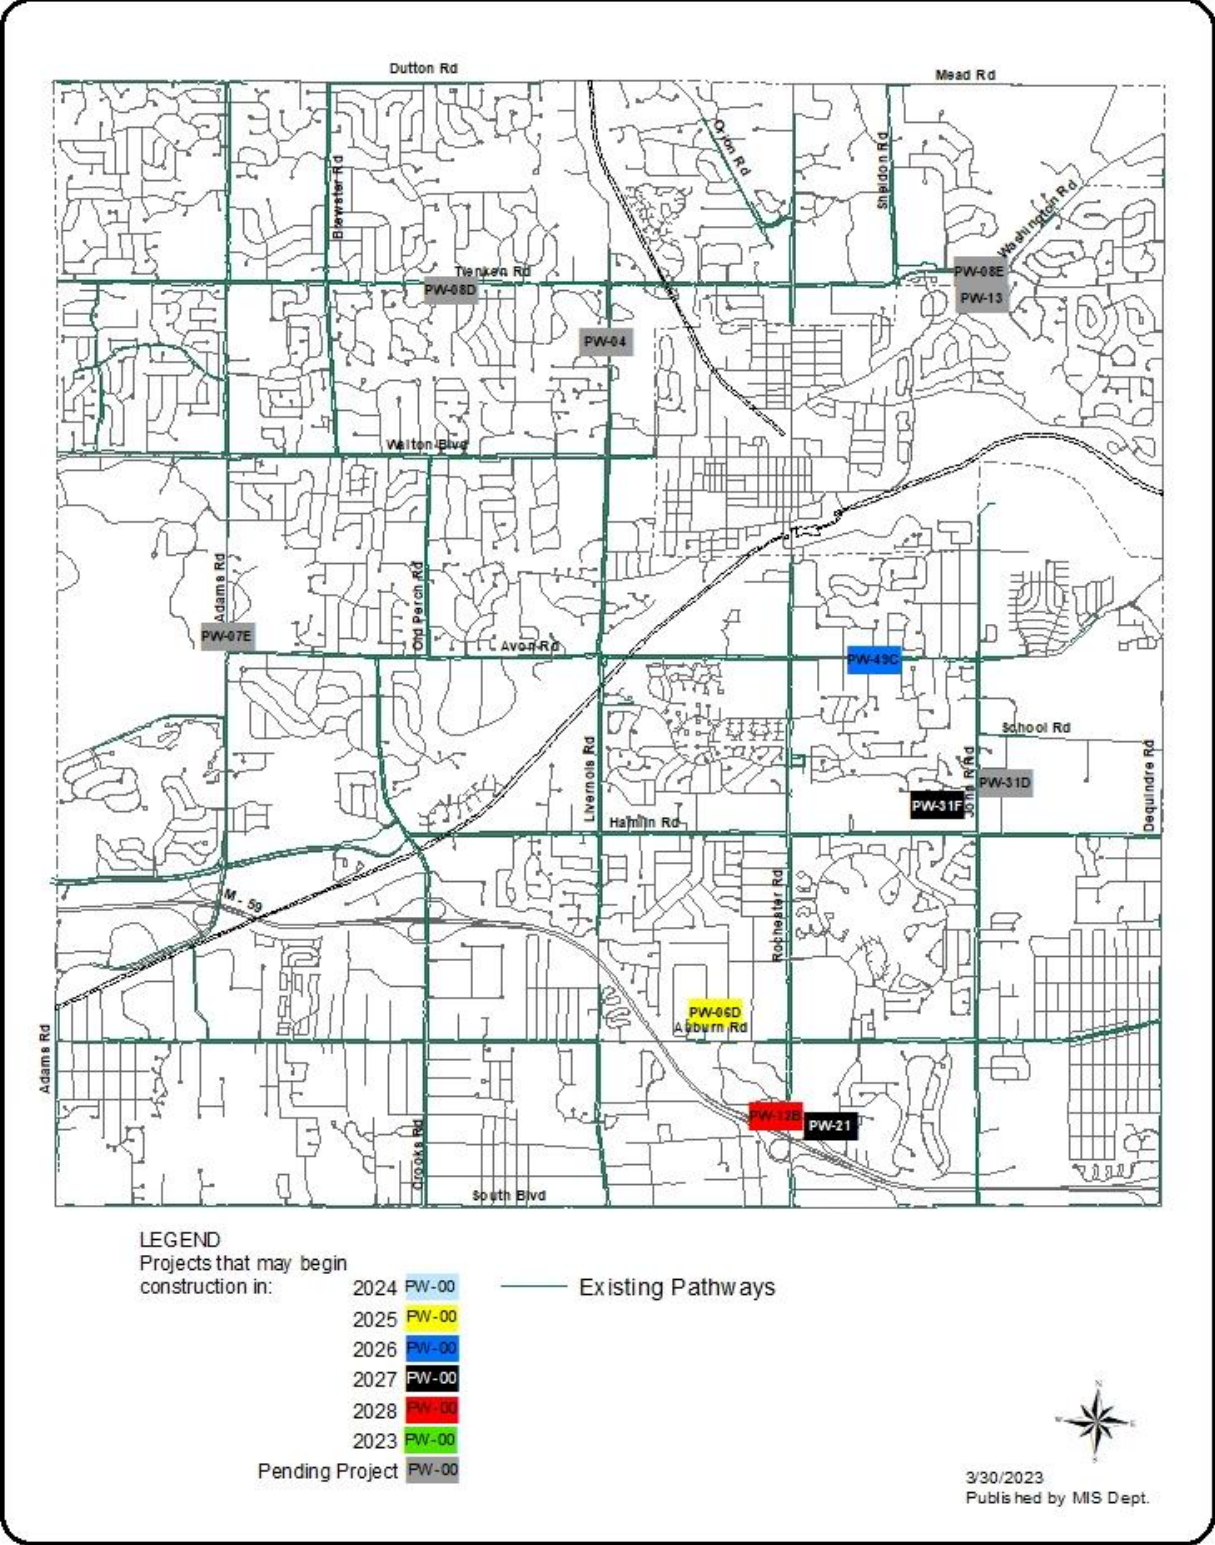 Dutton Rd
Mead Rd
Orion Rd
Sheldon Rd
Brewster Rd
Washington Rd
Tienken Rd
PW-08E
PW-08D
PW-13
PW-04
Walton Blvd
Adams Rd
Old Perch Rd
PW-07E
Avon Rd
PW-49C
School Rd
Livernois Rd
John R Rd
Dequindre Rd
PW-31D
PW-31F
Hamlin Rd
Rochester Rd
M - 59
PW-06D
Auburn Rd
Adams Rd
PW-12B
PW-21
Crooks Rd
South Blvd
LEGEND
Projects that may begin
construction in:
2024 PW-00
Existing Pathways
2025 PW-00
2026 PW-00
2027 PW-00
2028 PW-00
2023 PW-00
Pending Project PW-00
N
W
E
S
3/30/2023
Published by MIS Dept.